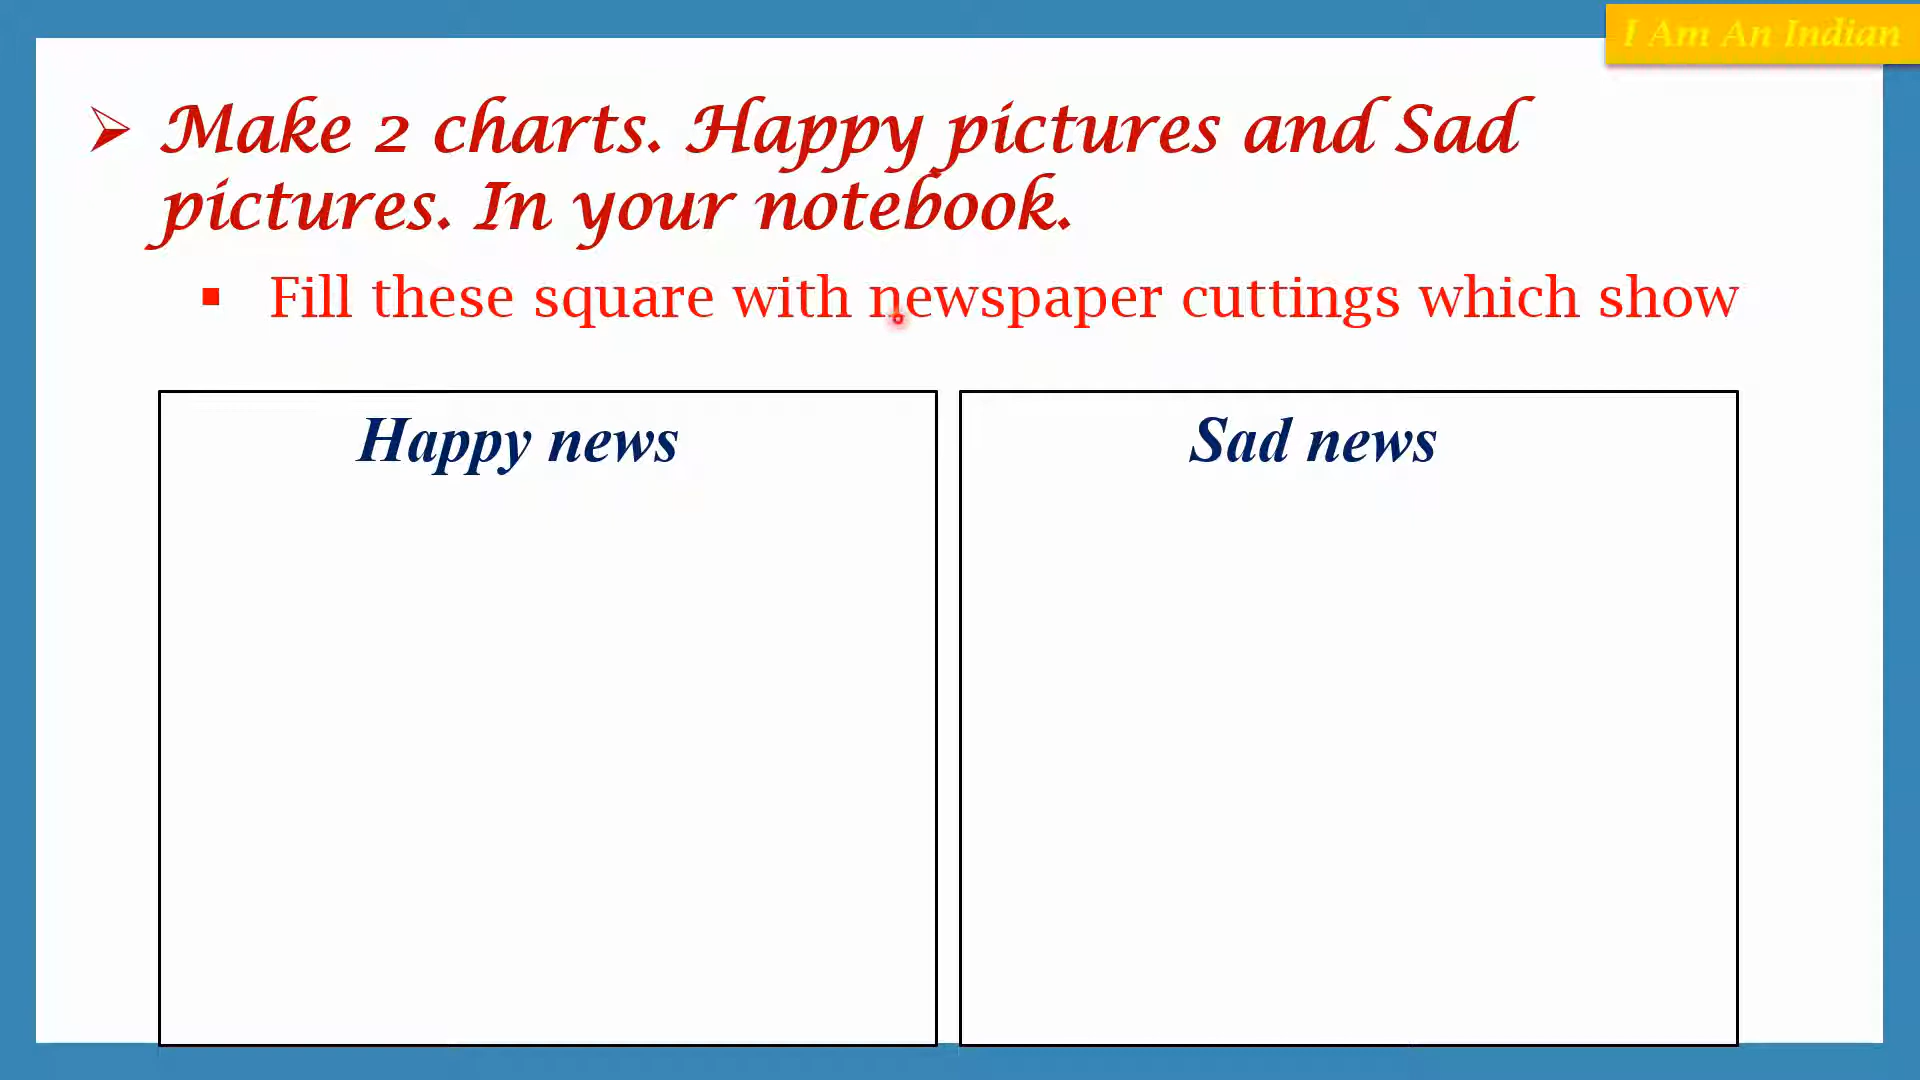 I Am An Indian
Make 2 charts. Happy pictures and Sad
pictures. In your notebook.
Fill these square with newspaper cuttings which show
Happy news
Sad news